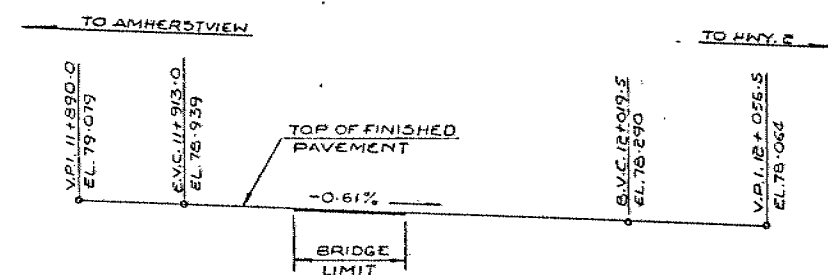 TO AMHERSTVIEW
TO HWY. 2
V.P.I. 11+890.0
EL. 79.079
E.V.C. 11+913.0
EL. 78.939
TOP OF FINISHED
PAVEMENT
-0.61%
BRIDGE
LIMIT
B.V.C. 12+019.5
EL. 78.290
V.P.I. 12+056.5
EL. 78.064